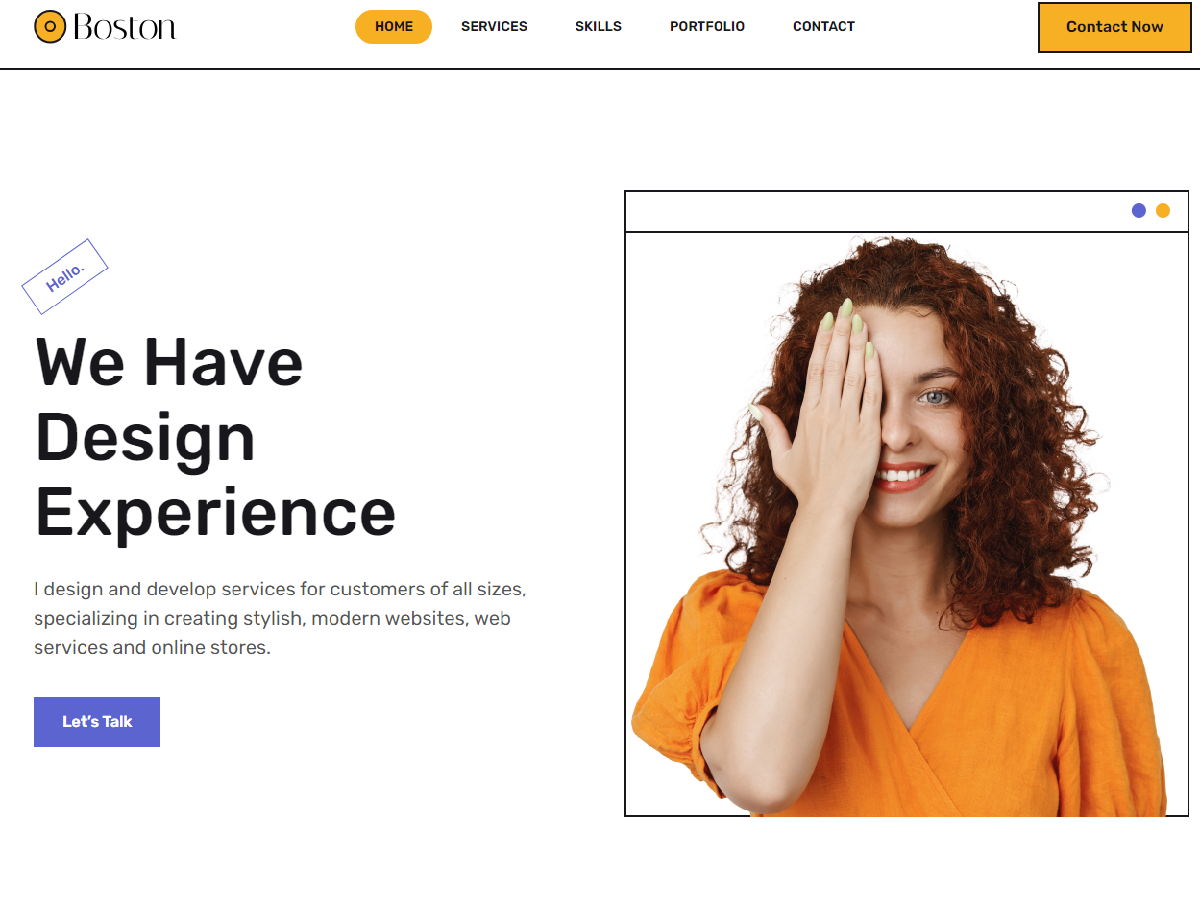 Boston
HOME
SERVICES
SKILLS
PORTFOLIO
CONTACT
Contact Now
Hello.
We Have
Design
Experience
I design and develop services for customers of all sizes,
specializing in creating stylish, modern websites, web
services and online stores.
Let's Talk